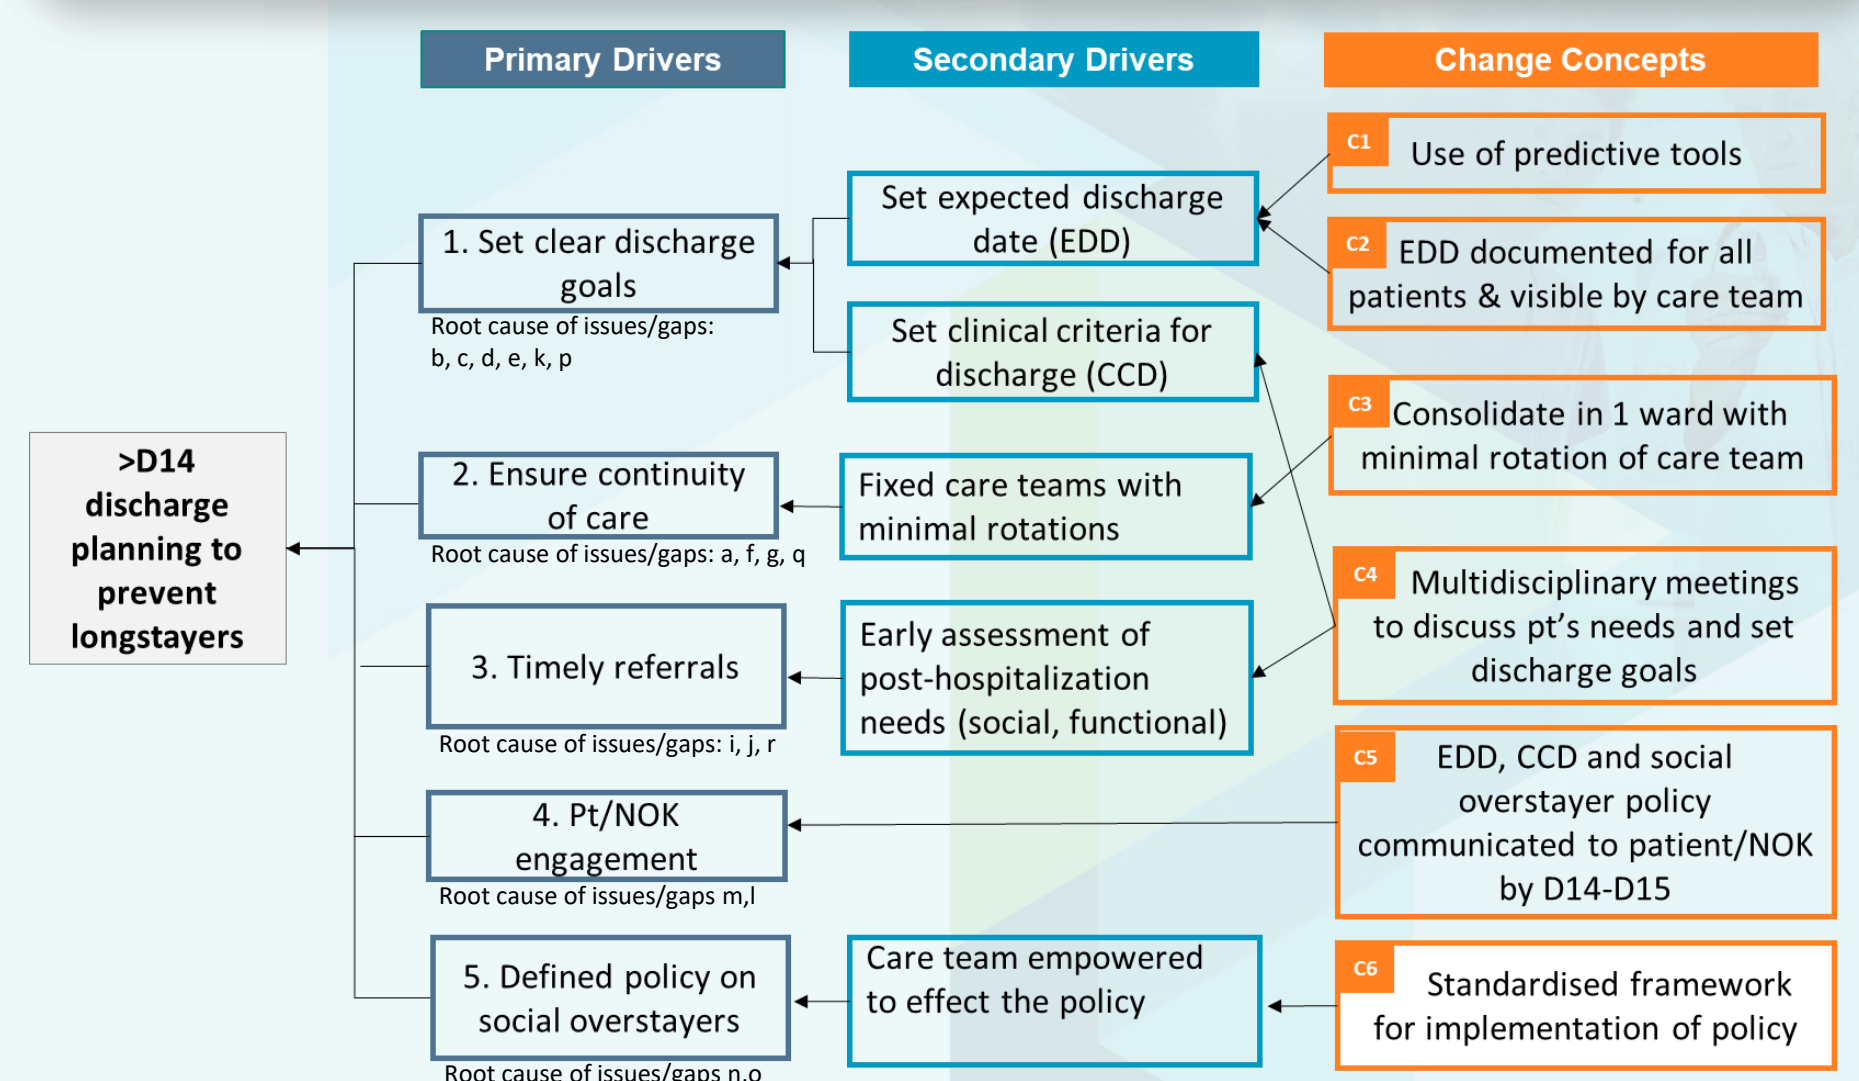 Primary Drivers
Secondary Drivers
Change Concepts
>D14
discharge
planning to
prevent
longstayers
1. Set clear discharge
goals
Root cause of issues/gaps:
b, c, d, e, k, p
2. Ensure continuity
of care
Root cause of issues/gaps: a, f, g, q
3. Timely referrals
Root cause of issues/gaps: i, j, r
4. Pt/NOK
engagement
Root cause of issues/gaps m,l
5. Defined policy on
social overstayers
Root cause of issues/gaps n,o
Set expected discharge
date (EDD)
Set clinical criteria for
discharge (CCD)
Fixed care teams with
minimal rotations
Early assessment of
post-hospitalization
needs (social, functional)
Care team empowered
to effect the policy
C1
Use of predictive tools
C2
EDD documented for all
patients & visible by care team
C3
Consolidate in 1 ward with
minimal rotation of care team
C4
Multidisciplinary meetings
to discuss pt’s needs and set
discharge goals
C5
EDD, CCD and social
overstayer policy
communicated to patient/NOK
by D14-D15
C6
Standardised framework
for implementation of policy